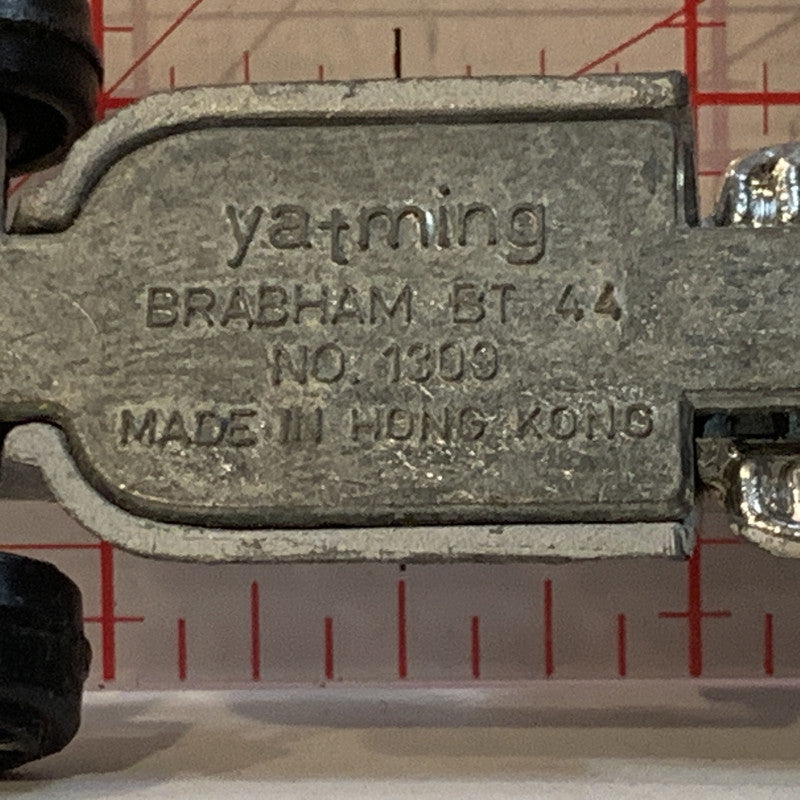 yatming
BRABHAM BT 44
NO. 1309
MADE IN HONG KONG